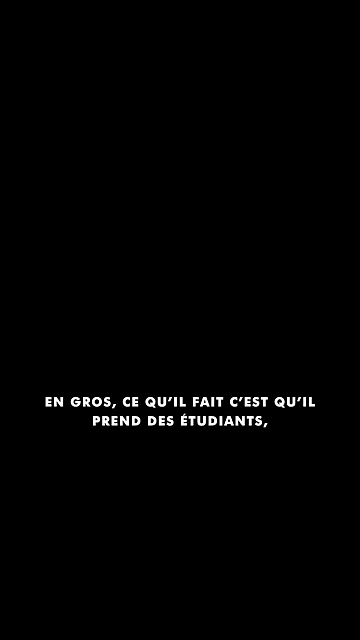 EN GROS, CE QU’IL FAIT C’EST QU’IL
PREND DES ÉTUDIANTS,